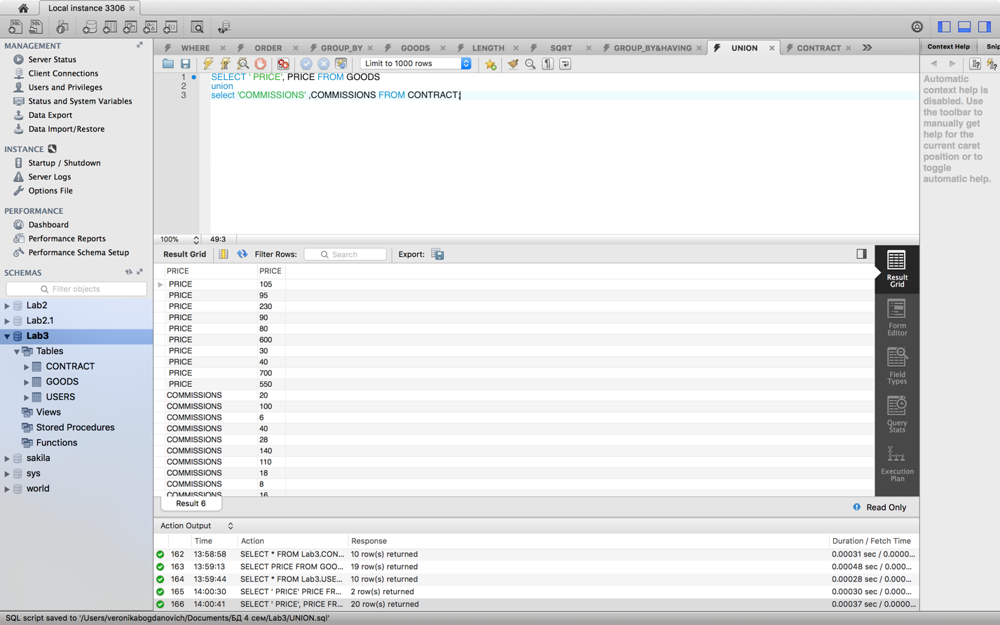 Local instance 3306
MANAGEMENT
Server Status
Client Connections
Users and Privileges
Status and System Variables
Data Export
Data Import/Restore
INSTANCE
Startup / Shutdown
Server Logs
Options File
PERFORMANCE
Dashboard
Performance Reports
Performance Schema Setup
SCHEMAS
Filter objects
Lab2
Lab2.1
Lab3
Tables
CONTRACT
GOODS
USERS
Views
Stored Procedures
Functions
sakila
sys
world
WHERE ORDER GROUP_BY GOODS LENGTH SQRT GROUP_BY&HAVING UNION CONTRACT
Limit to 1000 rows
1 SELECT ' PRICE', PRICE FROM GOODS
2 union
3 select 'COMMISSIONS' ,COMMISSIONS FROM CONTRACT;
100% 49:3
Result Grid Filter Rows: Search Export:
PRICE PRICE
PRICE 105
PRICE 95
PRICE 230
PRICE 90
PRICE 80
PRICE 600
PRICE 30
PRICE 40
PRICE 700
PRICE 550
COMMISSIONS 20
COMMISSIONS 100
COMMISSIONS 6
COMMISSIONS 40
COMMISSIONS 28
COMMISSIONS 140
COMMISSIONS 110
COMMISSIONS 18
COMMISSIONS 8
COMMISSIONS 16
Result 6
Read Only
Result
Grid
Form
Editor
Field
Types
Query
Stats
Execution
Plan
Context Help Snip
Automatic
context help is
disabled. Use
the toolbar to
manually get
help for the
current caret
position or to
toggle
automatic help.
Action Output
Time Action Response Duration / Fetch Time
162 13:58:58 SELECT * FROM Lab3.CON... 10 row(s) returned 0.00031 sec / 0.0000...
163 13:59:13 SELECT PRICE FROM GOO... 19 row(s) returned 0.00048 sec / 0.000...
164 13:59:44 SELECT * FROM Lab3.USE... 10 row(s) returned 0.00028 sec / 0.000...
165 14:00:30 SELECT ' PRICE' PRICE FR... 2 row(s) returned 0.00030 sec / 0.000...
166 14:00:41 SELECT ' PRICE', PRICE FR... 20 row(s) returned 0.00037 sec / 0.0000...
SQL script saved to '/Users/veronikabogdanovich/Documents/БД 4 сем/Lab3/UNION.sql'